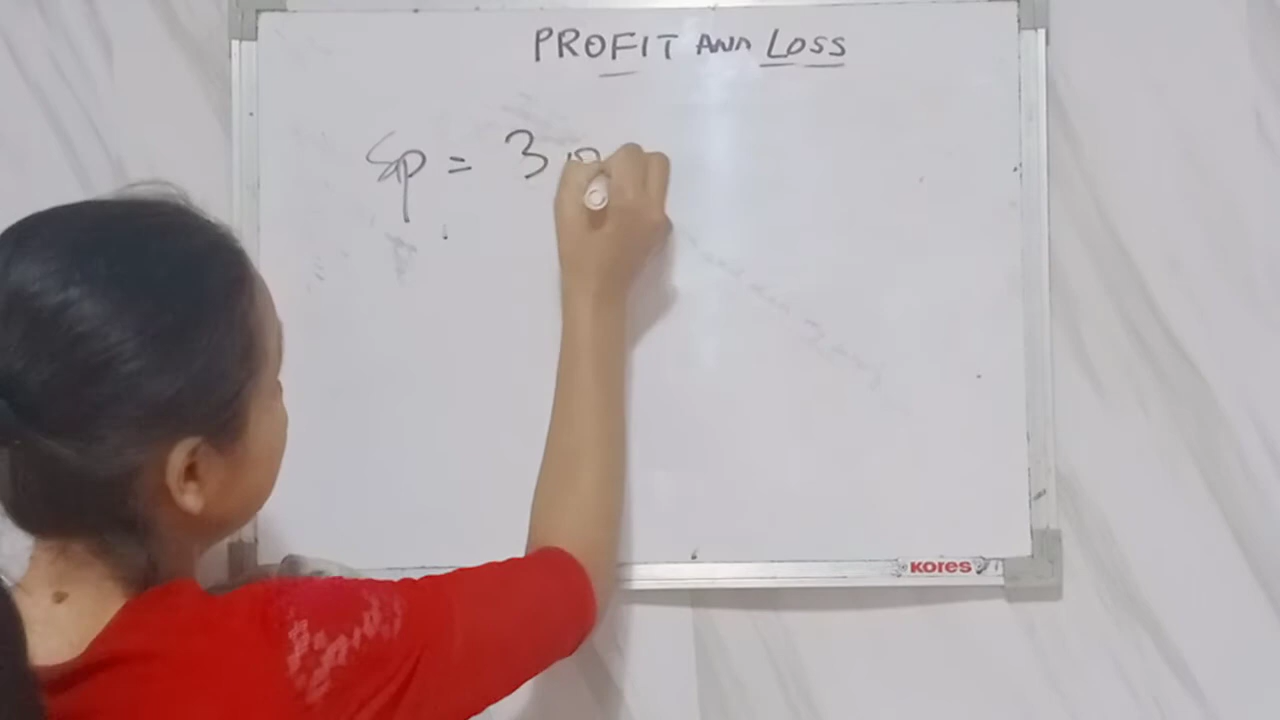 PROFIT AND LOSS
SP = 3
Kores